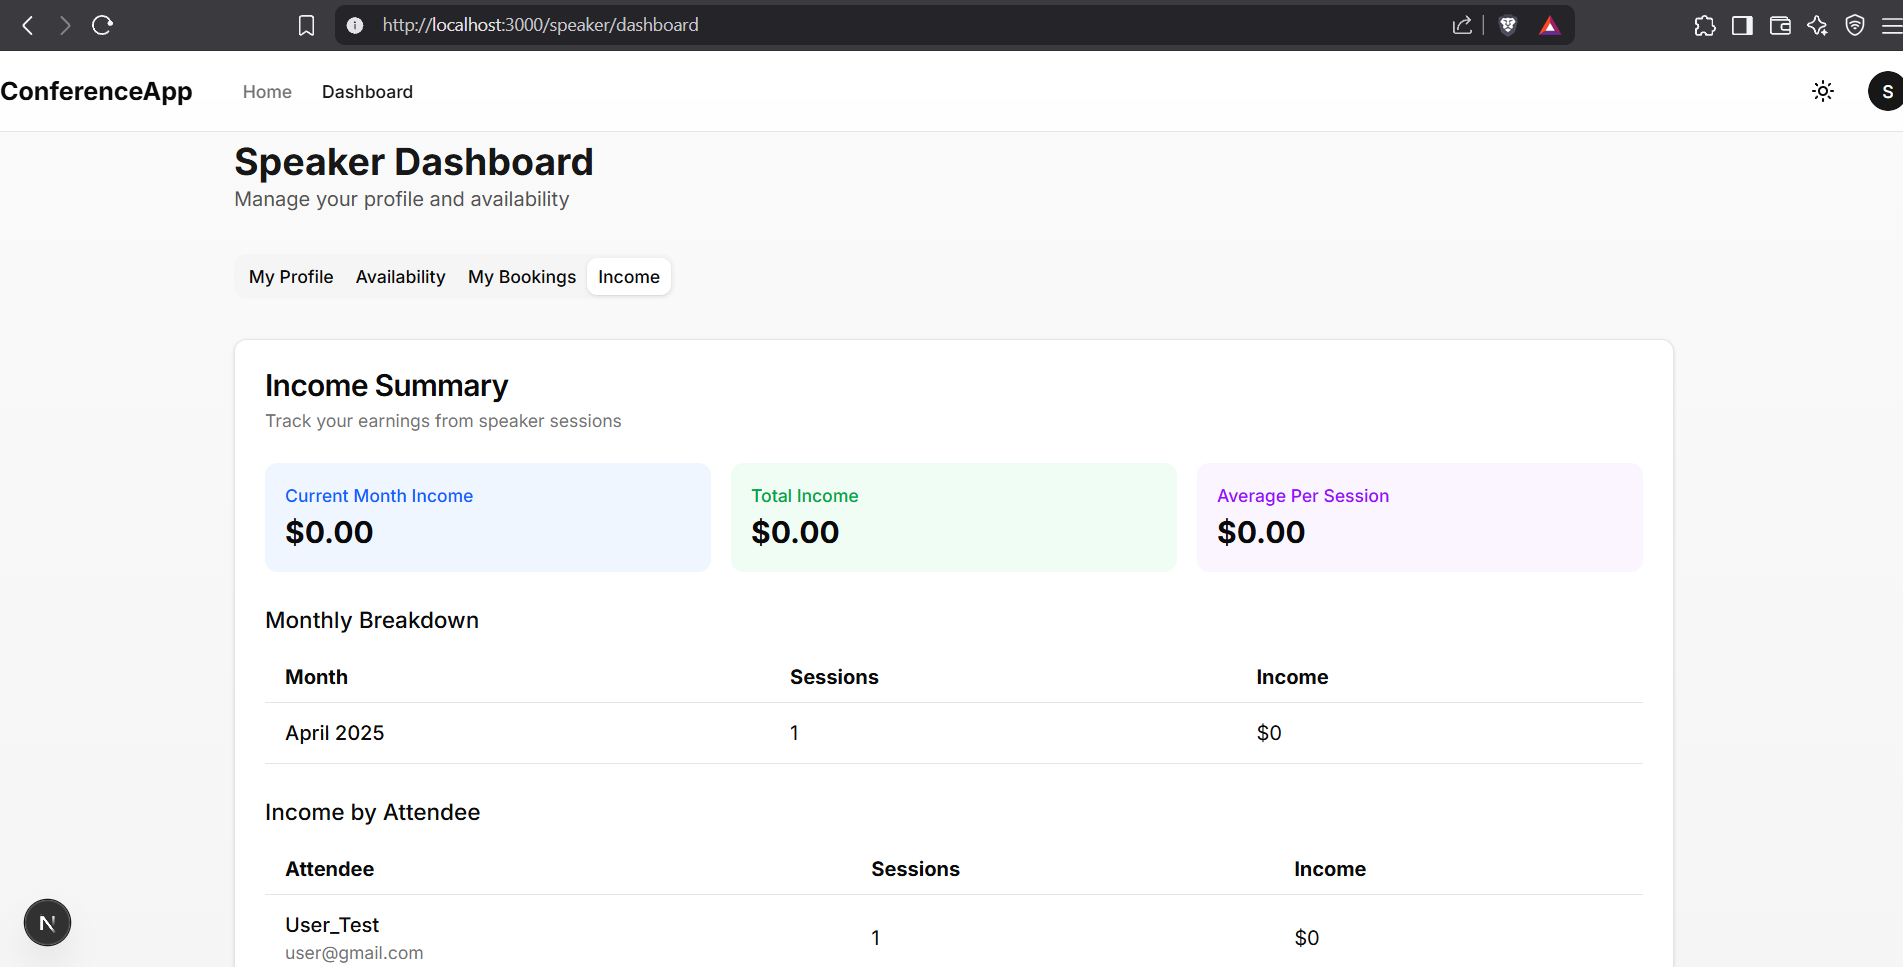 http://localhost:3000/speaker/dashboard
ConferenceApp Home Dashboard S
Speaker Dashboard
Manage your profile and availability
My Profile Availability My Bookings Income
Income Summary
Track your earnings from speaker sessions
Current Month Income Total Income Average Per Session
$0.00 $0.00 $0.00
Monthly Breakdown
Month Sessions Income
April 2025 1 $0
Income by Attendee
Attendee Sessions Income
User_Test
user@gmail.com 1 $0
N